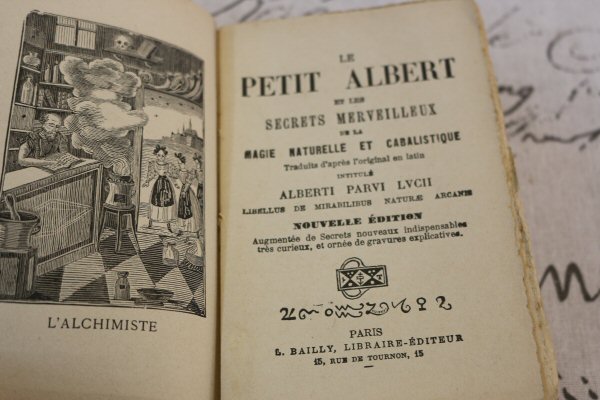 L'ALCHIMISTE
LE
PETIT ALBERT
ET LES
SECRETS MERVEILLEUX
DE LA
MAGIE NATURELLE ET CABALISTIQUE
Traduits d'après l'original en latin
INTITULÉ
ALBERTI PARVI LVCII
LIBELLUS DE MIRABILIBUS NATURÆ ARCANIS
NOUVELLE ÉDITION
Augmentée de Secrets nouveaux indispensables
très curieux, et ornée de gravures explicatives.
PARIS
BAILLY, LIBRAIRE-ÉDITEUR
15, RUE DE TOURNON, 15